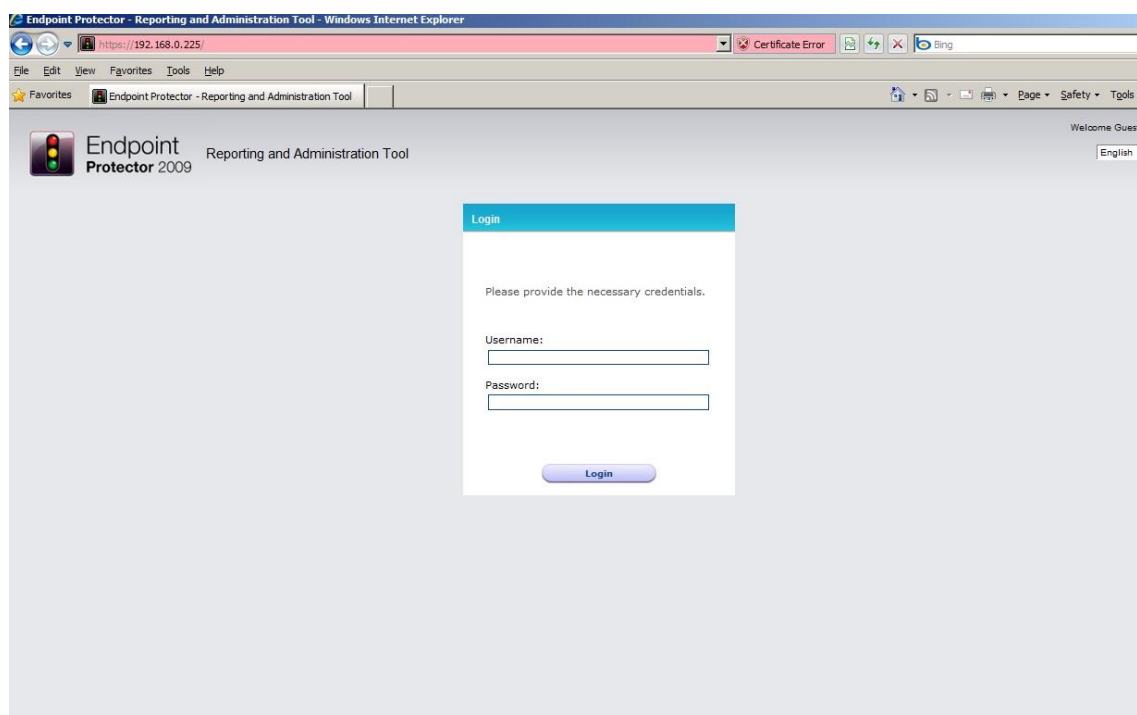 Endpoint Protector - Reporting and Administration Tool - Windows Internet Explorer
https://192.168.0.225/
Certificate Error
Bing
File Edit View Favorites Tools Help
Favorites
Endpoint Protector - Reporting and Administration Tool
Page Safety Tools
Welcome Gues
Endpoint
Protector 2009
Reporting and Administration Tool
English
Login
Please provide the necessary credentials.
Username:
Password:
Login